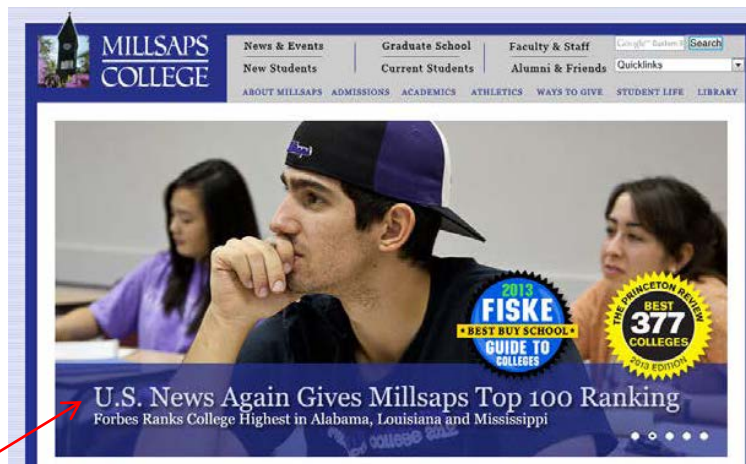 MILLSAPS
COLLEGE
News & Events
Graduate School
Faculty & Staff
Search
New Students
Current Students
Alumni & Friends
Quicklinks
ABOUT MILLSAPS ADMISSIONS ACADEMICS ATHLETICS WAYS TO GIVE STUDENT LIFE LIBRARY
Millsaps
2013
FISKE
BEST BUY SCHOOL
GUIDE TO
COLLEGES
THE PRINCETON REVIEW
BEST
377
COLLEGES
2013 EDITION
U.S. News Again Gives Millsaps Top 100 Ranking
Forbes Ranks College Highest in Alabama, Louisiana and Mississippi